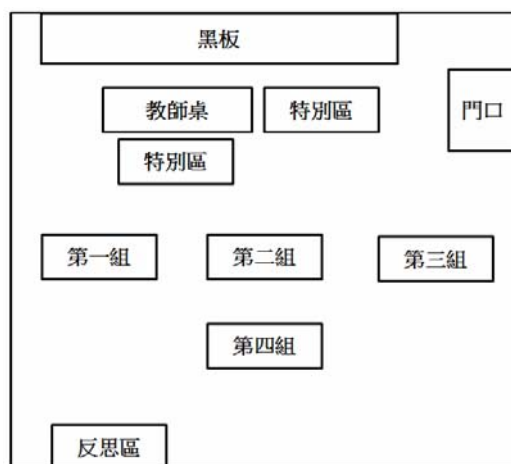 黑板
教師桌
特別區
門口
特別區
第一組
第二組
第三組
第四組
反思區